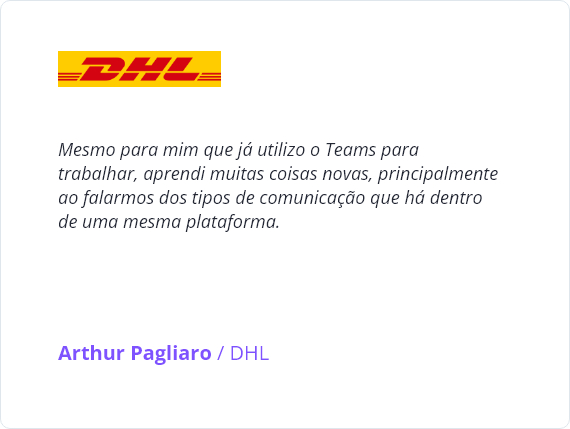 DHL
Mesmo para mim que já utilizo o Teams para
trabalhar, aprendi muitas coisas novas, principalmente
ao falarmos dos tipos de comunicação que há dentro
de uma mesma plataforma.
Arthur Pagliaro / DHL